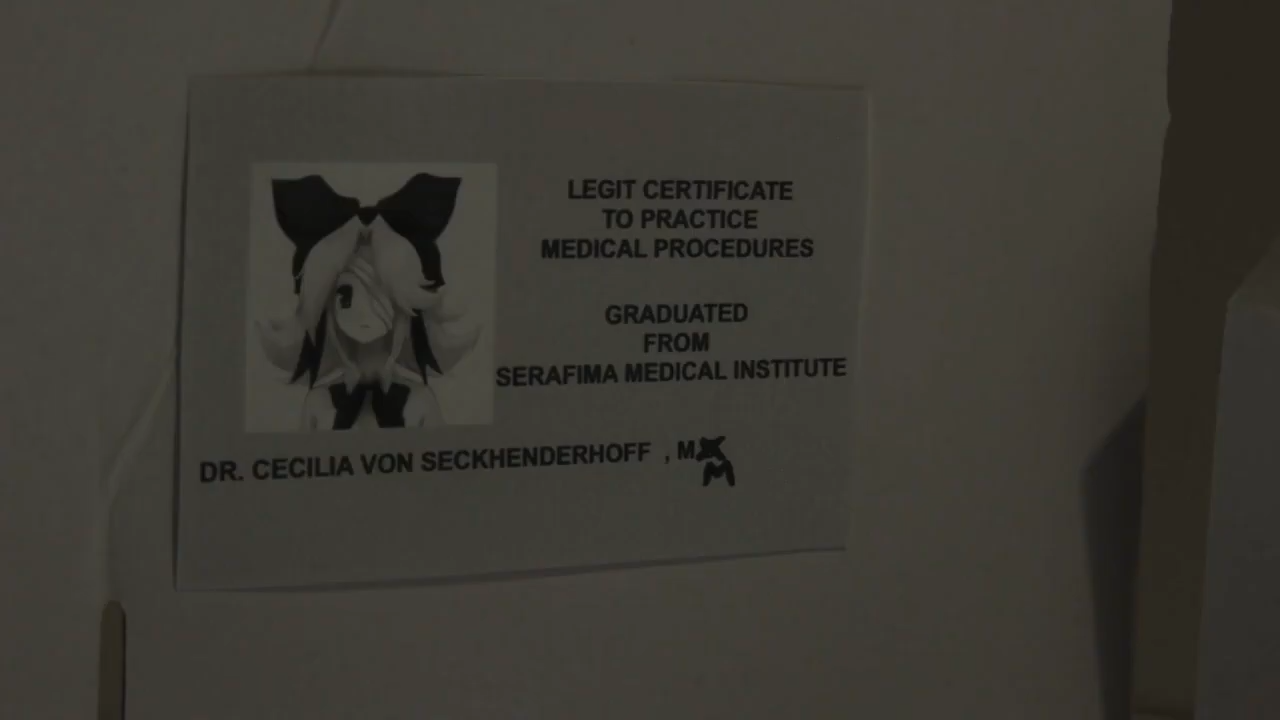 LEGIT CERTIFICATE
TO PRACTICE
MEDICAL PROCEDURES
GRADUATED
FROM
SERAFIMA MEDICAL INSTITUTE
DR. CECILIA VON SECKHENDERHOFF , M
M